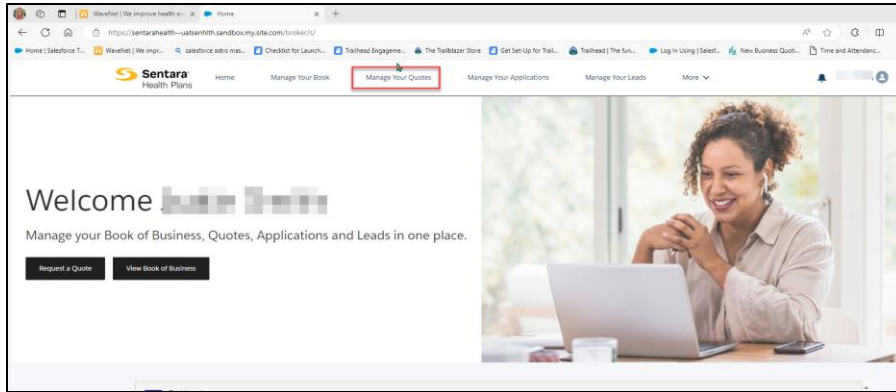 WaveNet | We improve health e
Home
https://sentarahealth--uatsenhlth.sandbox.my.site.com/broker/s/
Home | Salesforce T...
WaveNet | We impr...
salesforce astro mas...
Checklist for Launch...
Trailhead Engageme...
The Trailblazer Store
Get Set-Up for Trail...
Trailhead | The fun...
Log In Using | Salesf...
New Business Quoti...
Time and Attendanc...
Sentara
Health Plans
Home
Manage Your Book
Manage Your Quotes
Manage Your Applications
Manage Your Leads
More
Welcome
Manage your Book of Business, Quotes, Applications and Leads in one place.
Request a Quote
View Book of Business